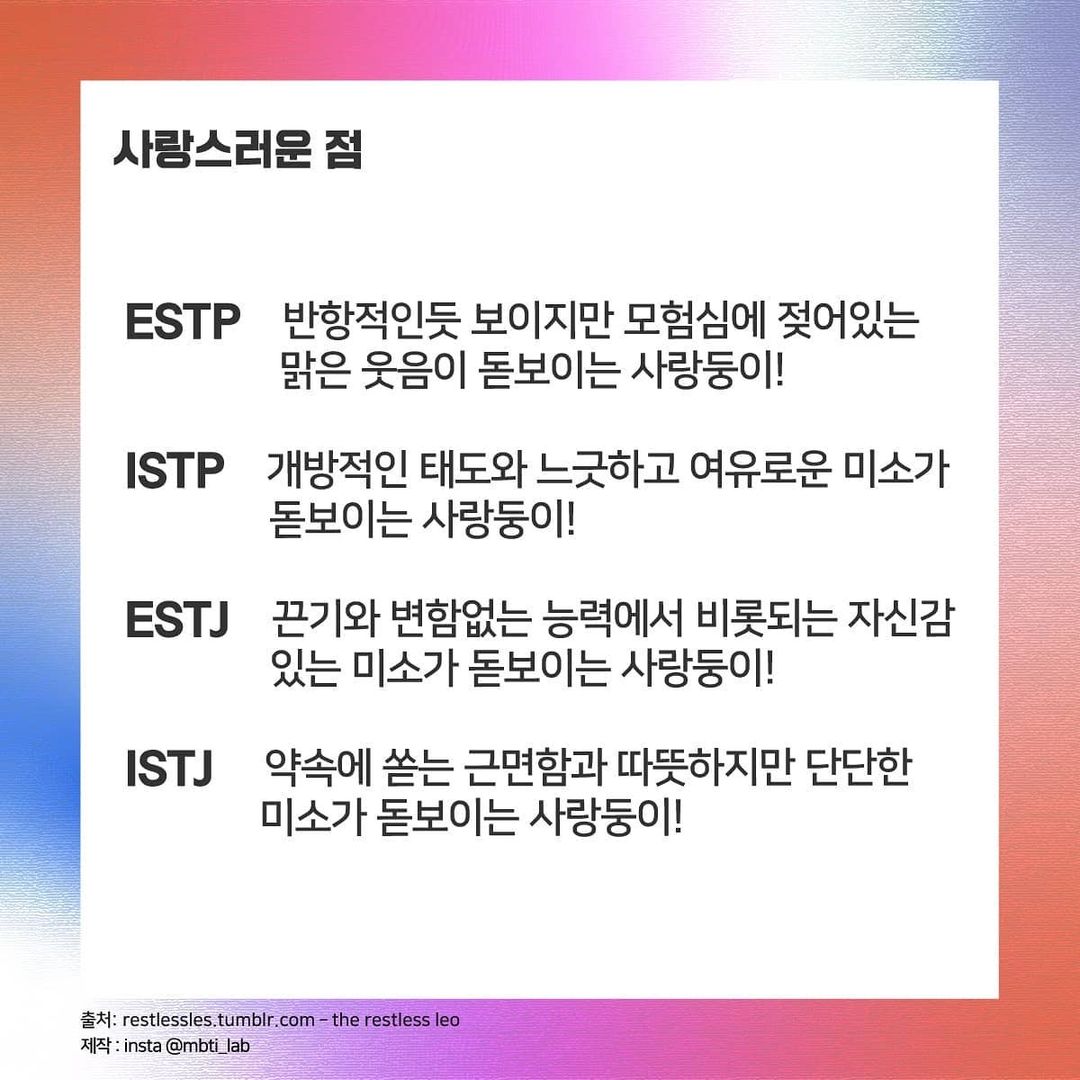 사랑스러운 점
ESTP 반항적인듯 보이지만 모험심에 젖어있는
맑은 웃음이 돋보이는 사랑둥이!
ISTP 개방적인 태도와 느긋하고 여유로운 미소가
돋보이는 사랑둥이!
ESTJ 끈기와 변함없는 능력에서 비롯되는 자신감
있는 미소가 돋보이는 사랑둥이!
ISTJ 약속에 쏟는 근면함과 따뜻하지만 단단한
미소가 돋보이는 사랑둥이!
출처: restlessles.tumblr.com - the restless leo
제작 : insta @mbti_lab